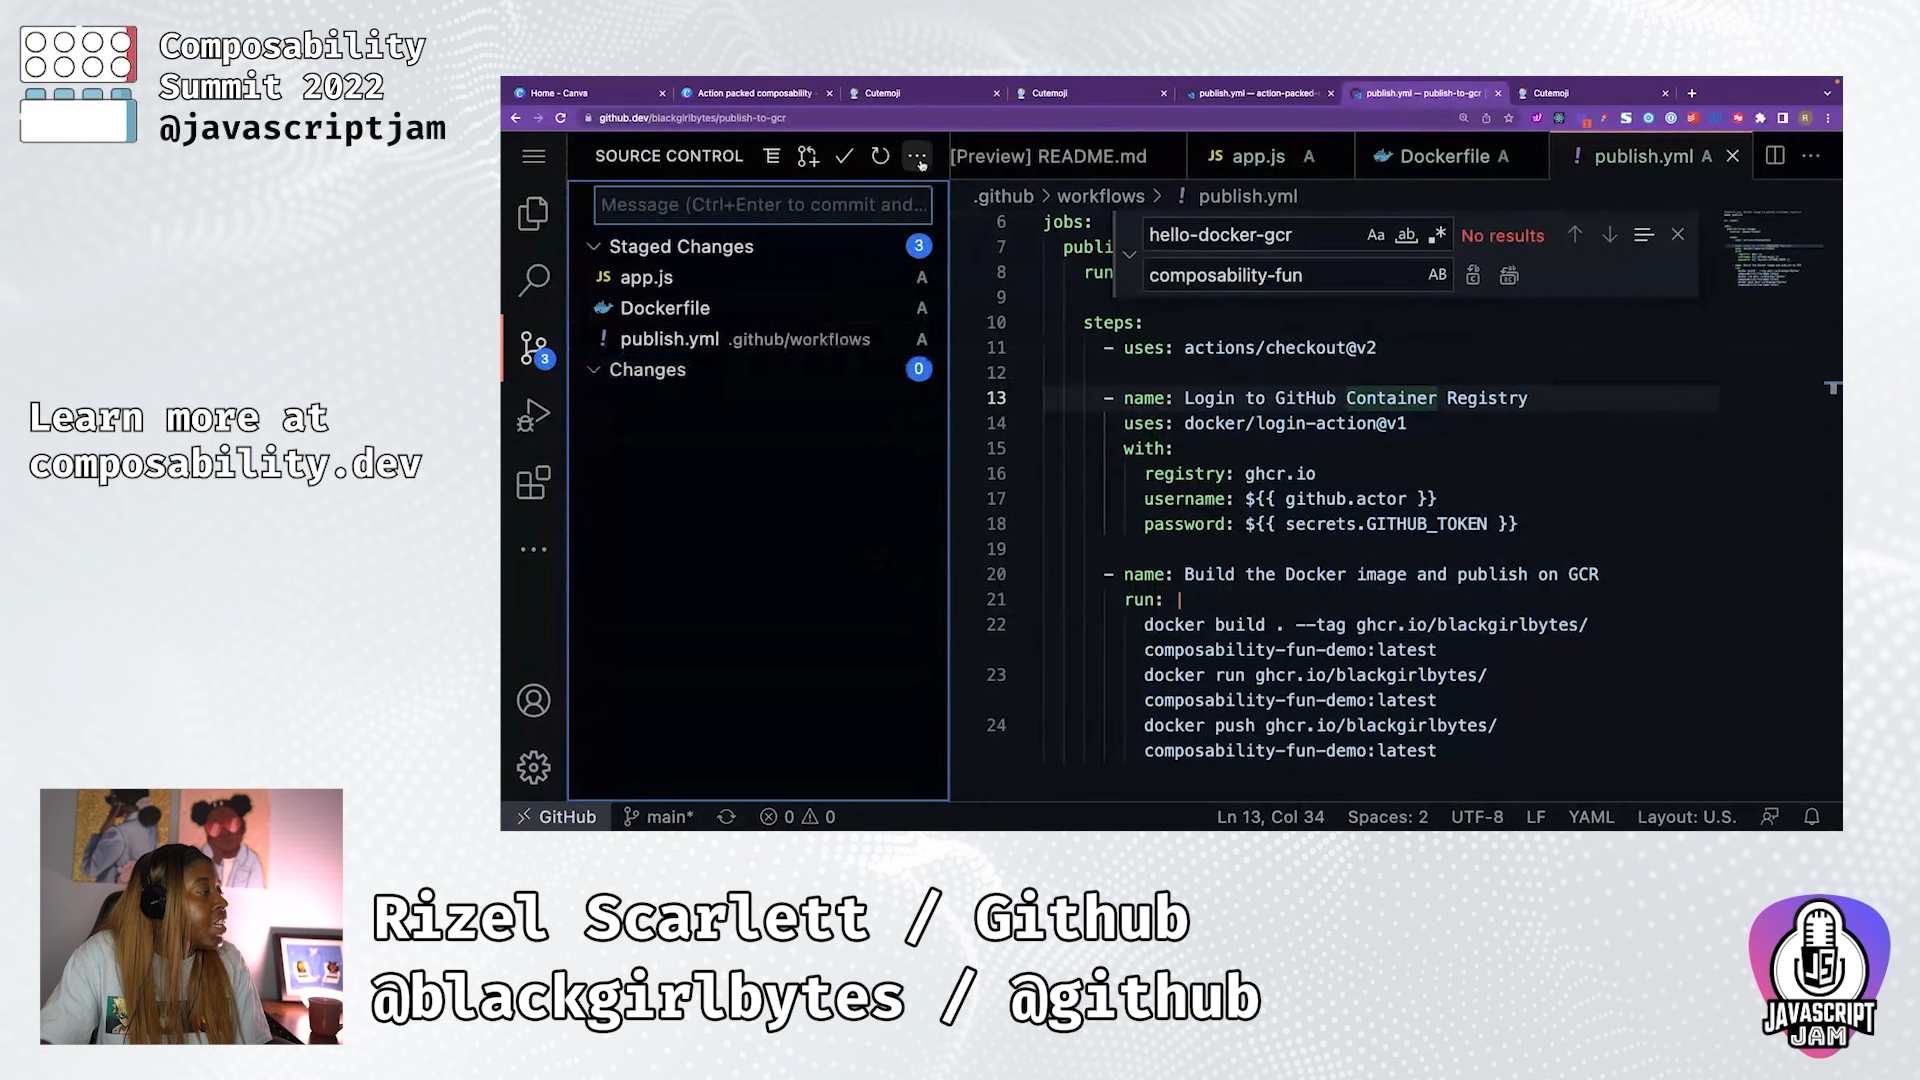 Composability
Summit 2022
@javascriptjam
Learn more at
composability.dev
Home - Canva
Action packed composability
Cutemoji
Cutemoji
publish.yml — action-packed-
publish.yml — publish-to-gcr
Cutemoji
github.dev/blackgirlbytes/publish-to-gcr
R
SOURCE CONTROL
[Preview] README.md
JS app.js A
Dockerfile A
! publish.yml A
.github > workflows > ! publish.yml
Message (Ctrl+Enter to commit and...
Staged Changes 3
JS app.js A
Dockerfile A
! publish.yml .github/workflows A
Changes 0
3
hello-docker-gcr Aa ab No results
composability-fun AB
6 jobs:
7 publi
8 run
9
10 steps:
11 - uses: actions/checkout@v2
12
13 - name: Login to GitHub Container Registry
14 uses: docker/login-action@v1
15 with:
16 registry: ghcr.io
17 username: ${{ github.actor }}
18 password: ${{ secrets.GITHUB_TOKEN }}
19
20 - name: Build the Docker image and publish on GCR
21 run: |
22 docker build . --tag ghcr.io/blackgirlbytes/
composability-fun-demo:latest
23 docker run ghcr.io/blackgirlbytes/
composability-fun-demo:latest
24 docker push ghcr.io/blackgirlbytes/
composability-fun-demo:latest
GitHub main* 0 0 Ln 13, Col 34 Spaces: 2 UTF-8 LF YAML Layout: U.S.
Rizel Scarlett / Github
@blackgirlbytes / @github
JS
JAVASCRIPT
JAM